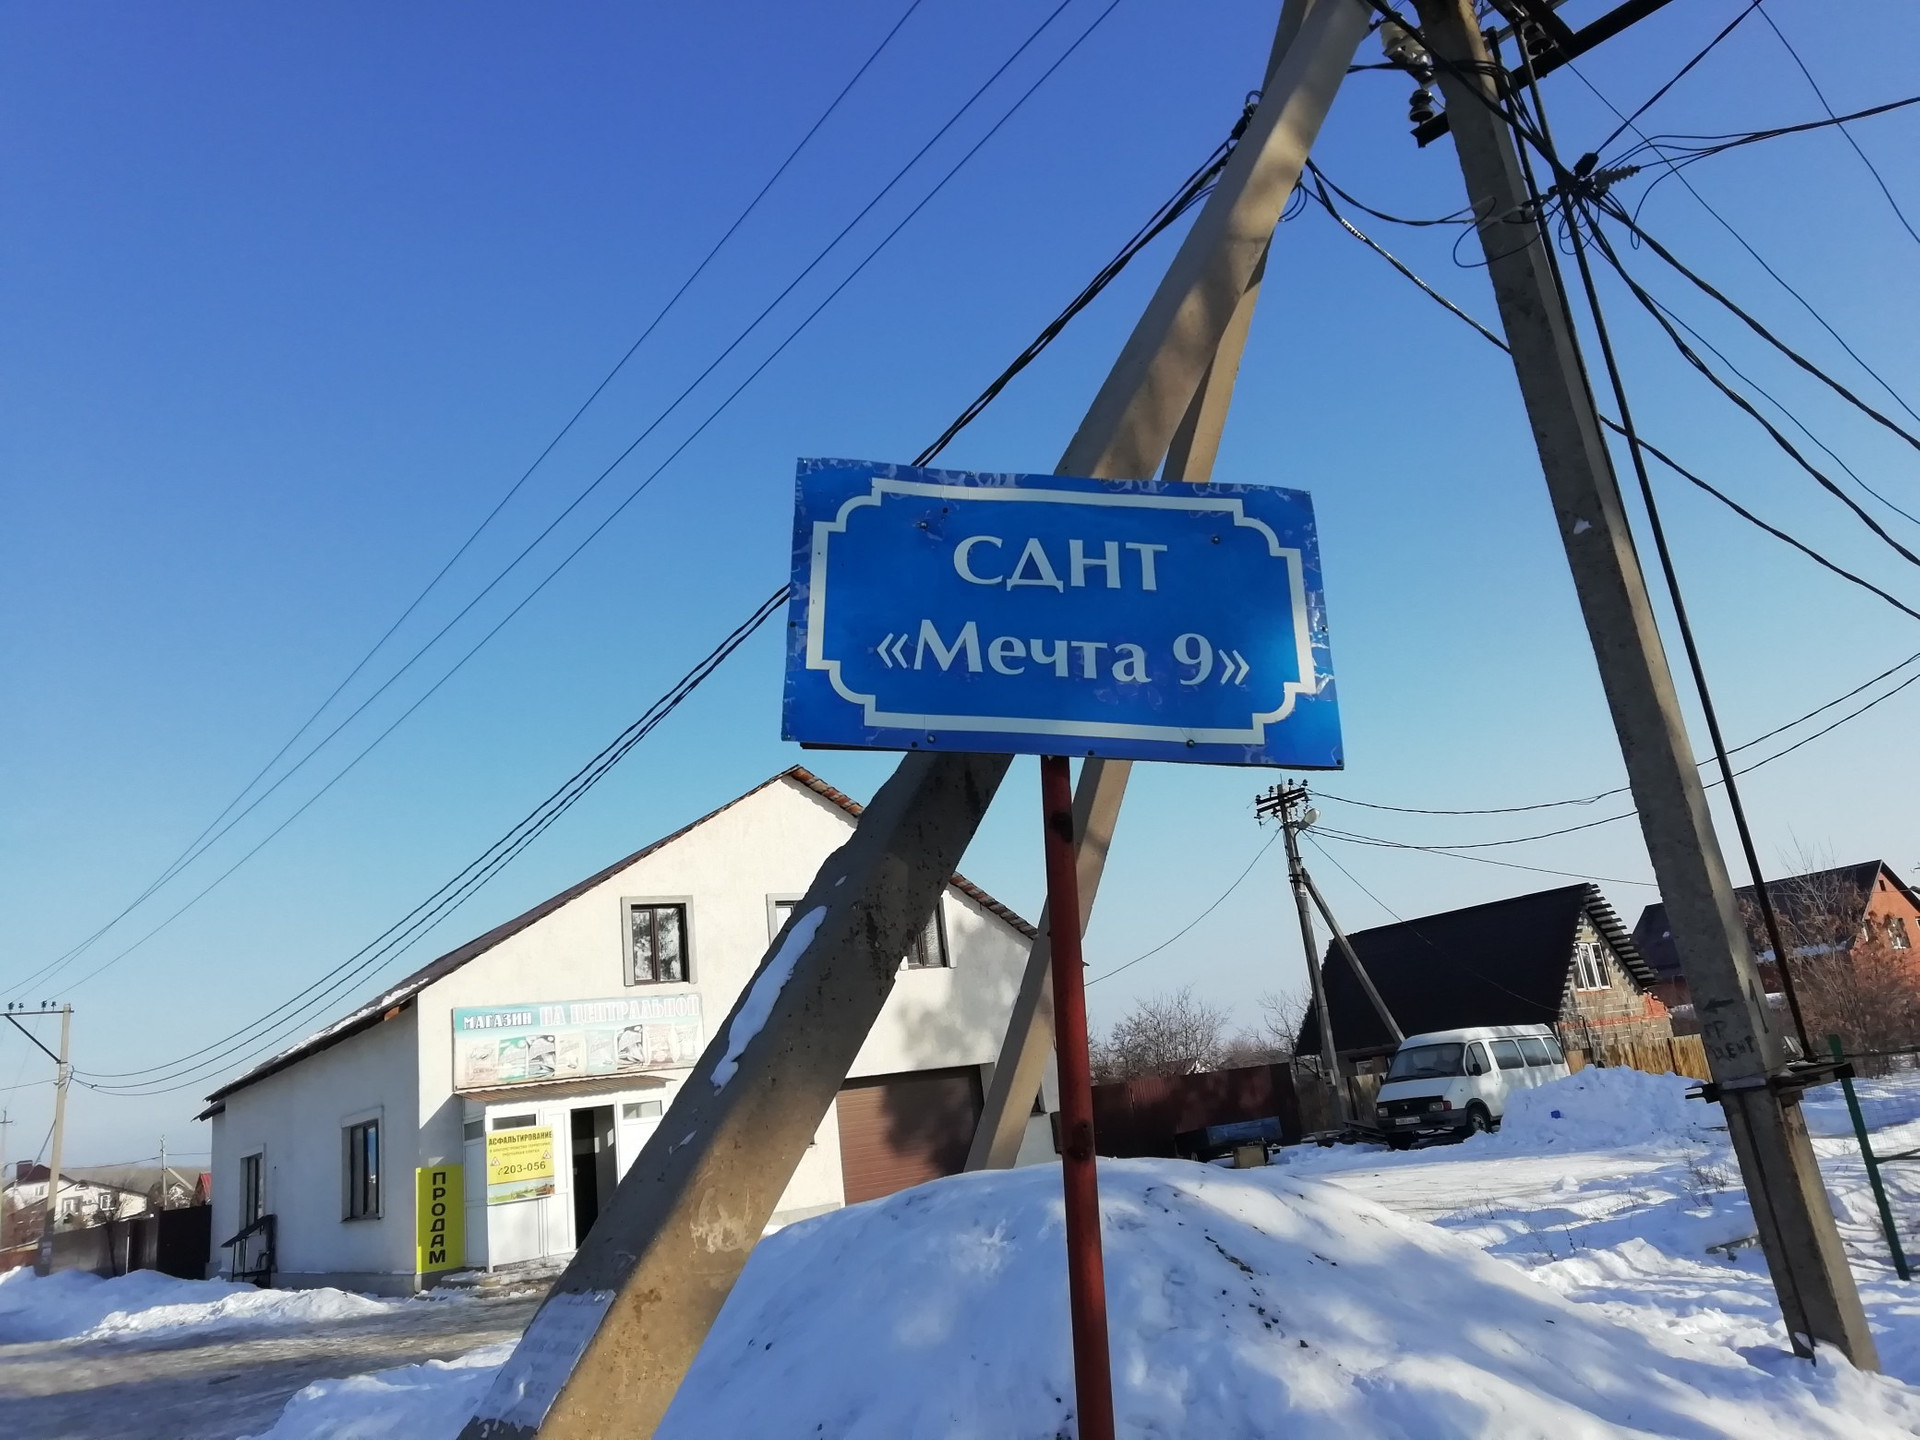 СДНТ
«Мечта 9»
МАГАЗИН НА ЦЕНТРАЛЬНОЙ
АСФАЛЬТИРОВАНИЕ
203-056
ПРОДАМ